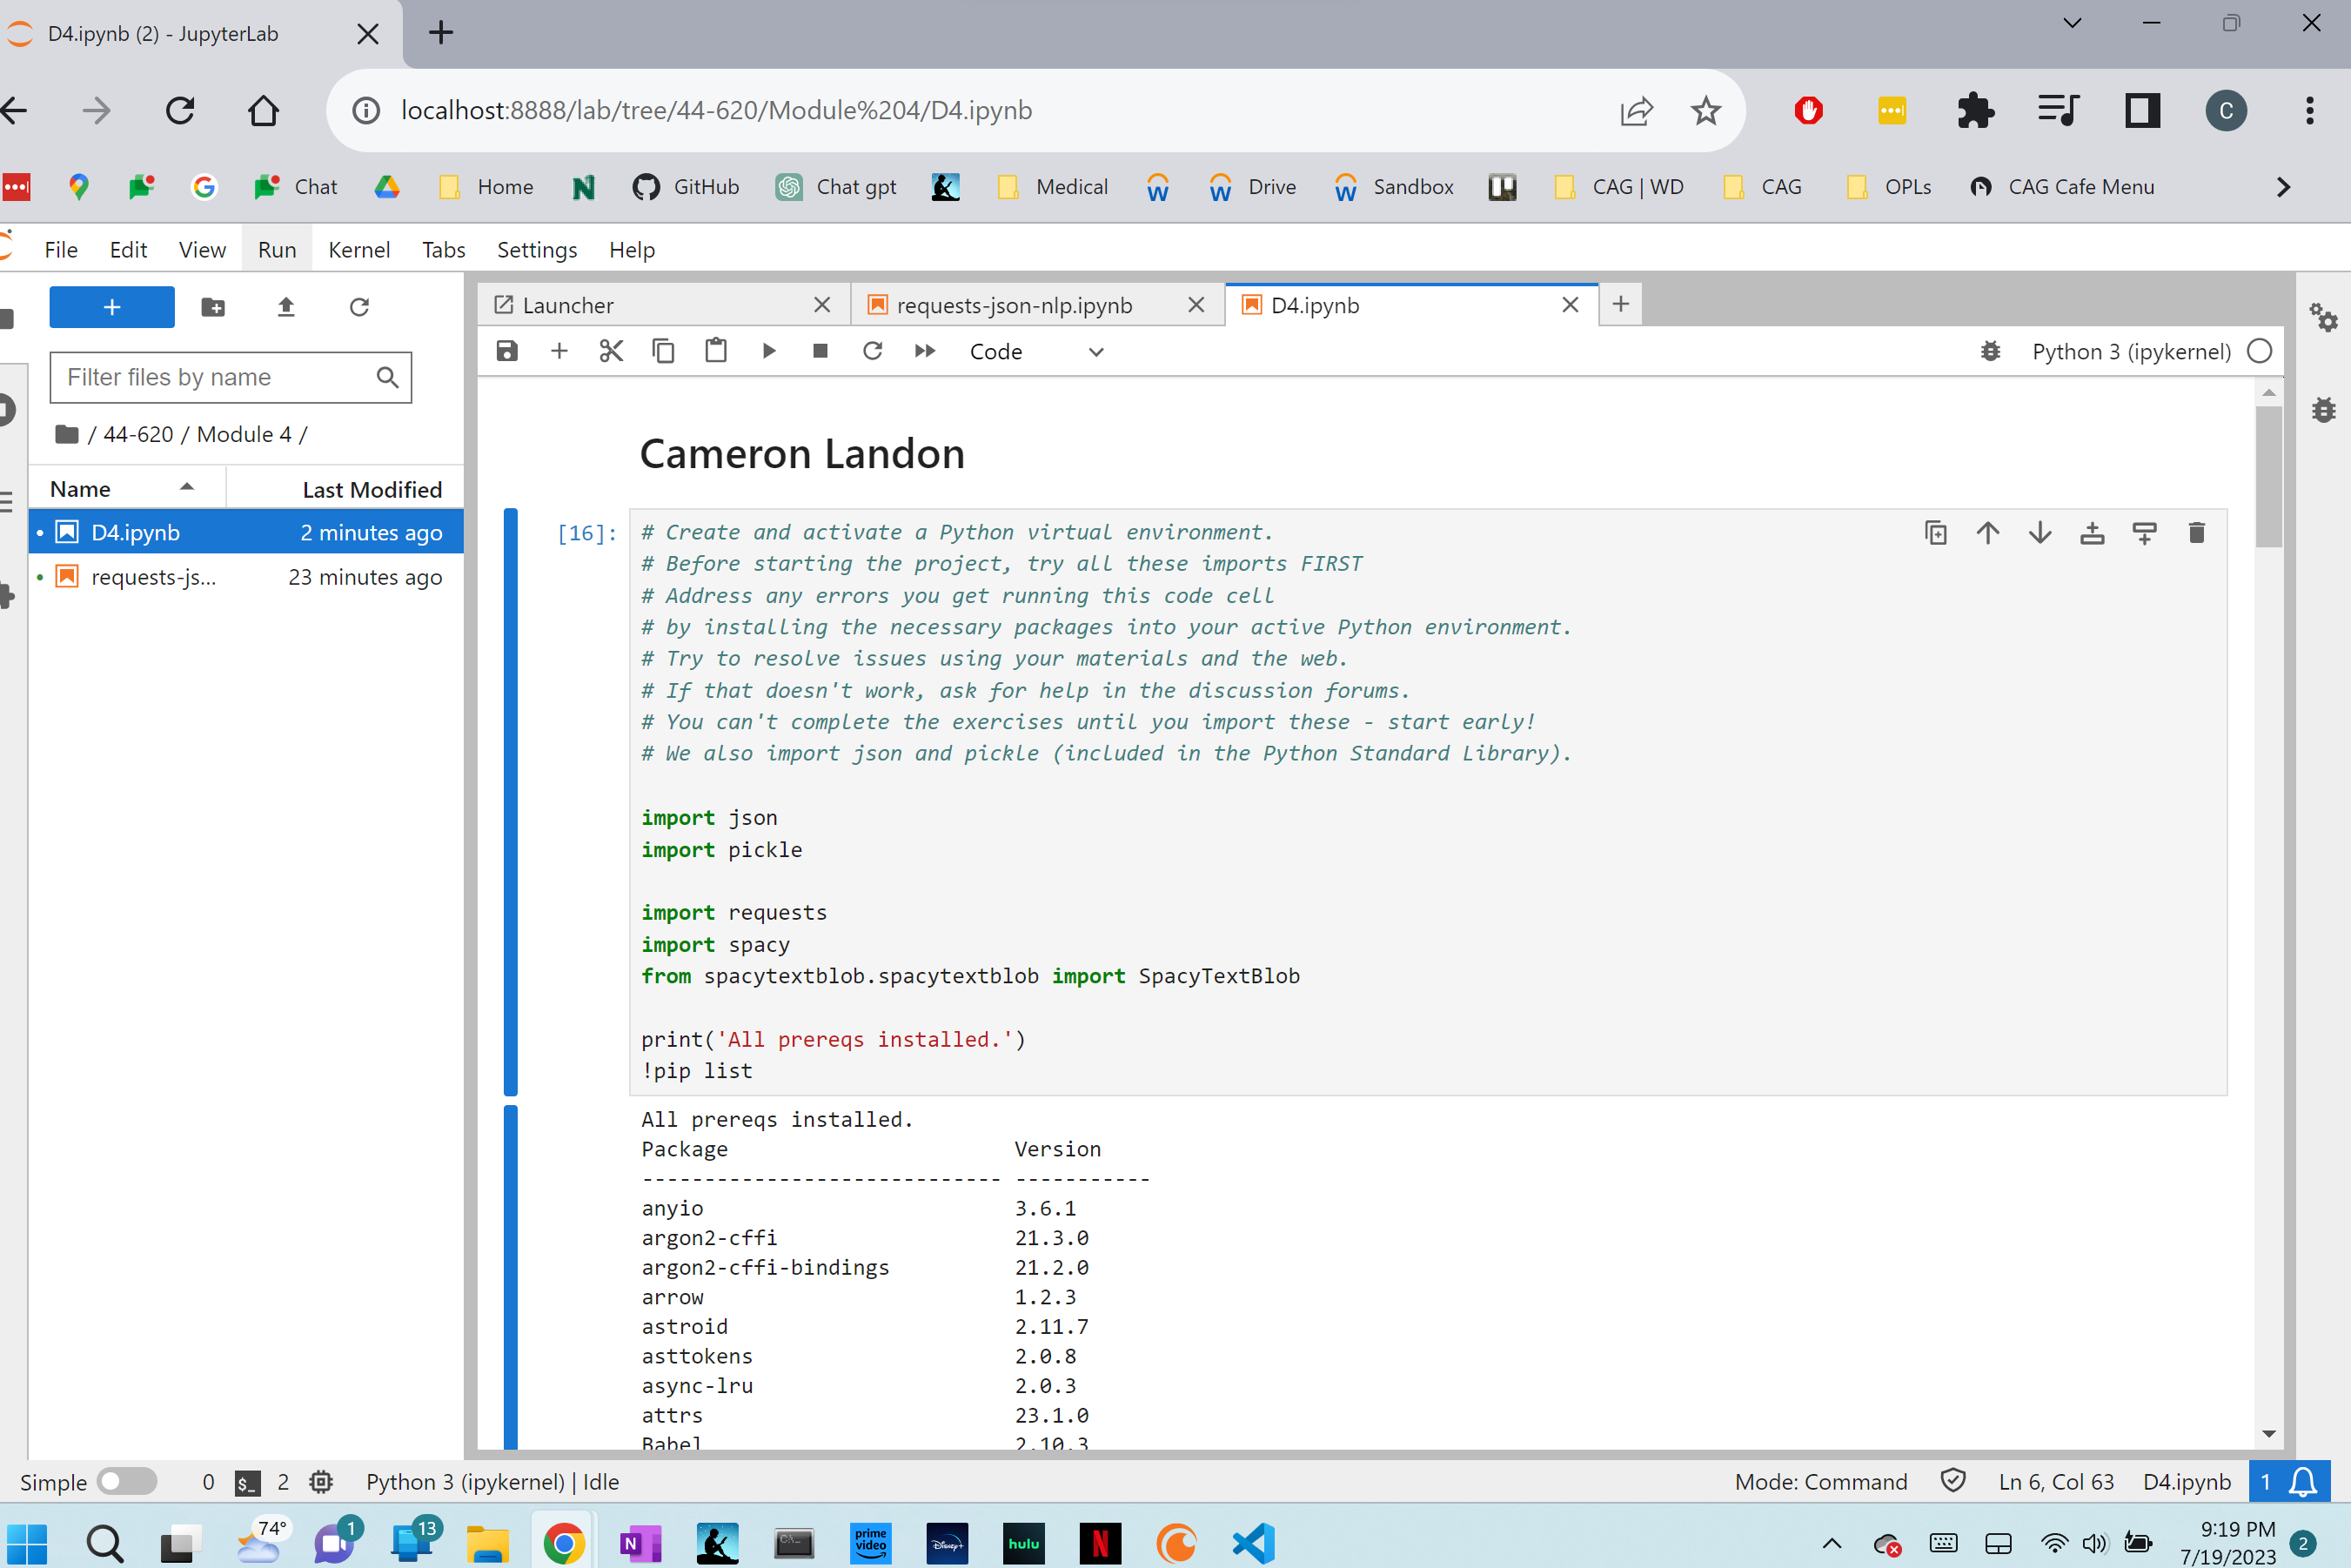 D4.ipynb (2) - JupyterLab
localhost:8888/lab/tree/44-620/Module%204/D4.ipynb
C
Chat
Home
GitHub
Chat gpt
Medical
Drive
Sandbox
CAG | WD
CAG
OPLs
CAG Cafe Menu
File Edit View Run Kernel Tabs Settings Help
Launcher
requests-json-nlp.ipynb
D4.ipynb
Code
Python 3 (ipykernel)
Filter files by name
/ 44-620 / Module 4 /
Name Last Modified
D4.ipynb 2 minutes ago
requests-js... 23 minutes ago
Cameron Landon
[16]:
# Create and activate a Python virtual environment.
# Before starting the project, try all these imports FIRST
# Address any errors you get running this code cell
# by installing the necessary packages into your active Python environment.
# Try to resolve issues using your materials and the web.
# If that doesn't work, ask for help in the discussion forums.
# You can't complete the exercises until you import these - start early!
# We also import json and pickle (included in the Python Standard Library).
import json
import pickle
import requests
import spacy
from spacytextblob.spacytextblob import SpacyTextBlob
print('All prereqs installed.')
!pip list
All prereqs installed.
Package Version
----------------------------- -----------
anyio 3.6.1
argon2-cffi 21.3.0
argon2-cffi-bindings 21.2.0
arrow 1.2.3
astroid 2.11.7
asttokens 2.0.8
async-lru 2.0.3
attrs 23.1.0
Babel 2.10.3
Simple 0 $_ 2 Python 3 (ipykernel) | Idle
Mode: Command Ln 6, Col 63 D4.ipynb 1
74°
1
13
N
prime video
Disney+
hulu
N
9:19 PM
7/19/2023
2